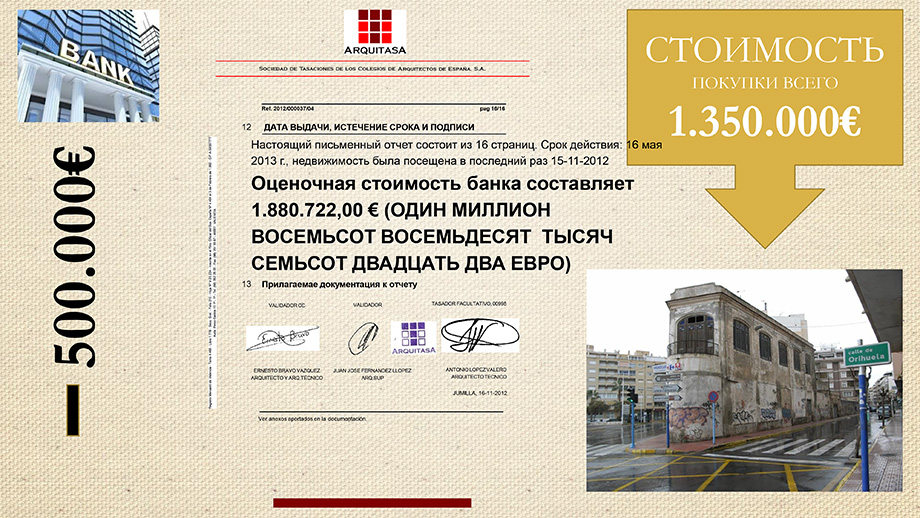 BANK
– 500.000€
ARQUITASA
SOCIEDAD DE TASACIONES DE LOS COLEGIOS DE ARQUITECTOS DE ESPAÑA, S.A.
Ref. 2012/000037/04 pag 16/16
12 ДАТА ВЫДАЧИ, ИСТЕЧЕНИЕ СРОКА И ПОДПИСИ
Настоящий письменный отчет состоит из 16 страниц. Срок действия: 16 мая
2013 г., недвижимость была посещена в последний раз 15-11-2012
Оценочная стоимость банка составляет
1.880.722,00 € (ОДИН МИЛЛИОН
ВОСЕМЬСОТ ВОСЕМЬДЕСЯТ ТЫСЯЧ
СЕМЬСОТ ДВАДЦАТЬ ДВА ЕВРО)
13 Прилагаемае документация к отчету
VALIDADOR CC VALIDADOR TASADOR FACULTATIVO, 00998
Ernesto Bravo
ARQUITASA
ERNESTO BRAVO VAZQUEZ JUAN JOSE FERNANDEZ LLOPEZ ANTONIO LOPEZ VALERO
ARQUITECTO Y ARQ.TECNICO ARQ.SUP ARQUITECTO TECNICO
JUMILLA, 16-11-2012
Ver anexos aportados en la documentación.
СТОИМОСТЬ
ПОКУПКИ ВСЕГО
1.350.000€
calle de
Orihuela